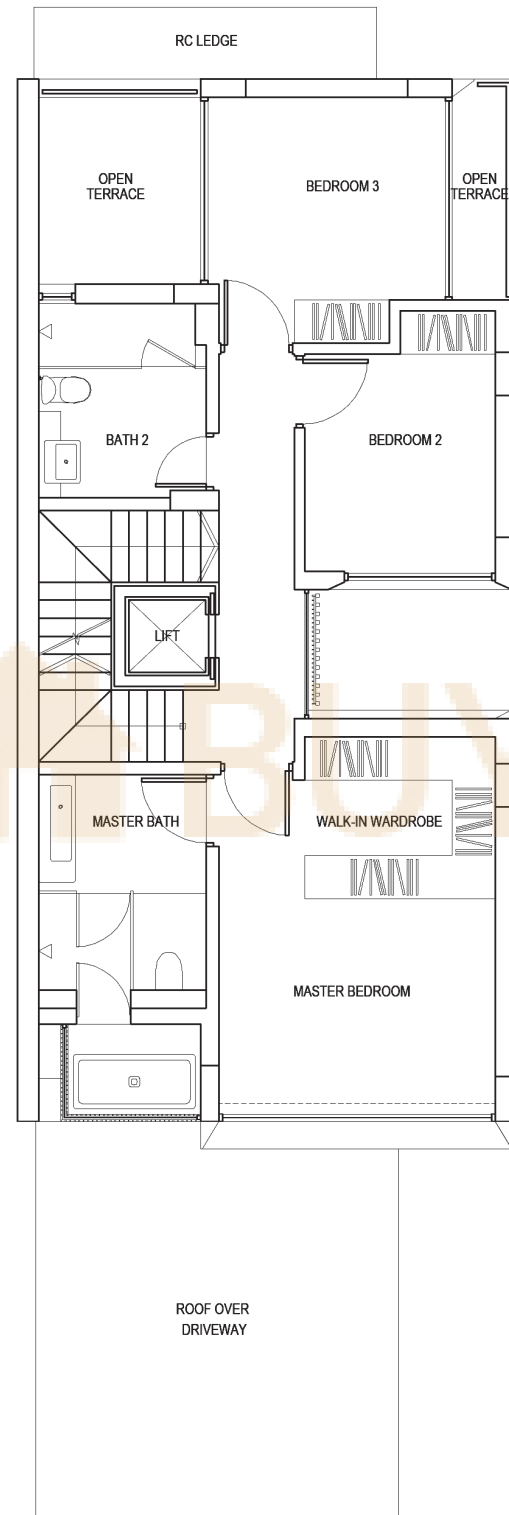 RC LEDGE
OPEN
TERRACE
BEDROOM 3
OPEN
TERRACE
BATH 2
BEDROOM 2
LIFT
MASTER BATH
WALK-IN WARDROBE
MASTER BEDROOM
ROOF OVER
DRIVEWAY
BUY